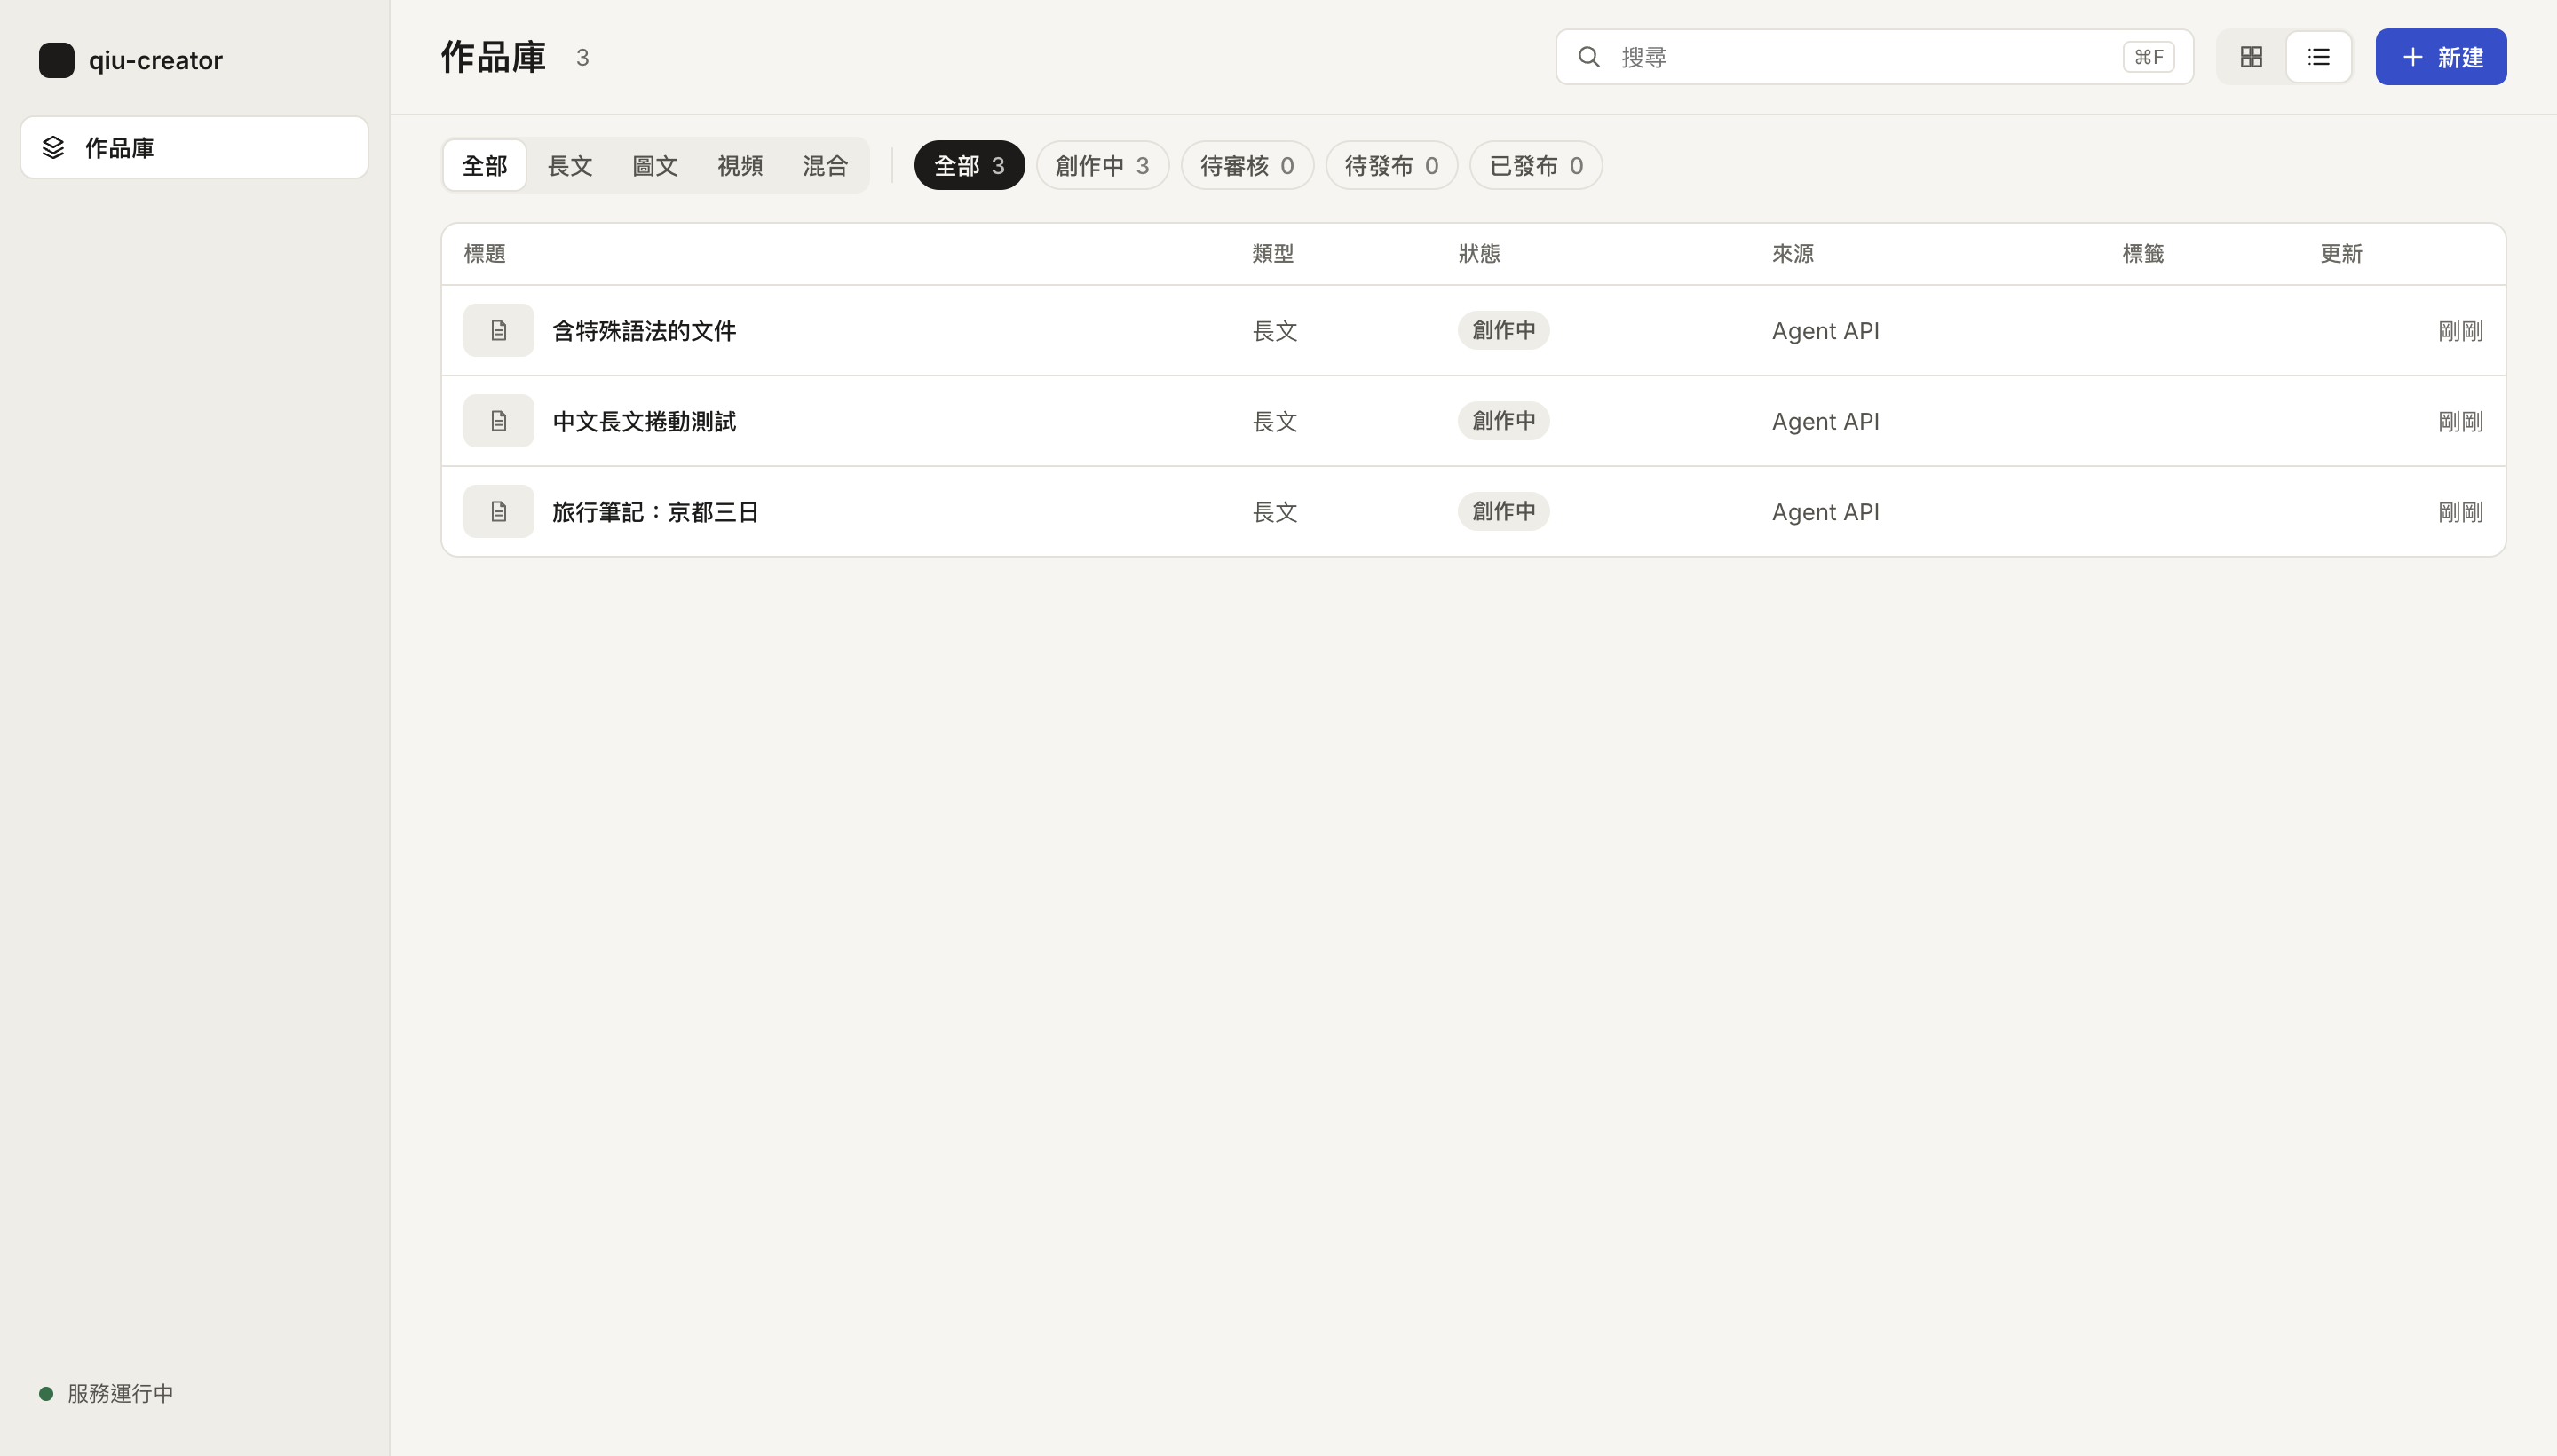 qiu-creator
作品庫
作品庫 3
搜尋 ⌘F
新建
全部 長文 圖文 視頻 混合 全部 3 創作中 3 待審核 0 待發布 0 已發布 0
標題 類型 狀態 來源 標籤 更新
含特殊語法的文件 長文 創作中 Agent API 剛剛
中文長文捲動測試 長文 創作中 Agent API 剛剛
旅行筆記：京都三日 長文 創作中 Agent API 剛剛
服務運行中